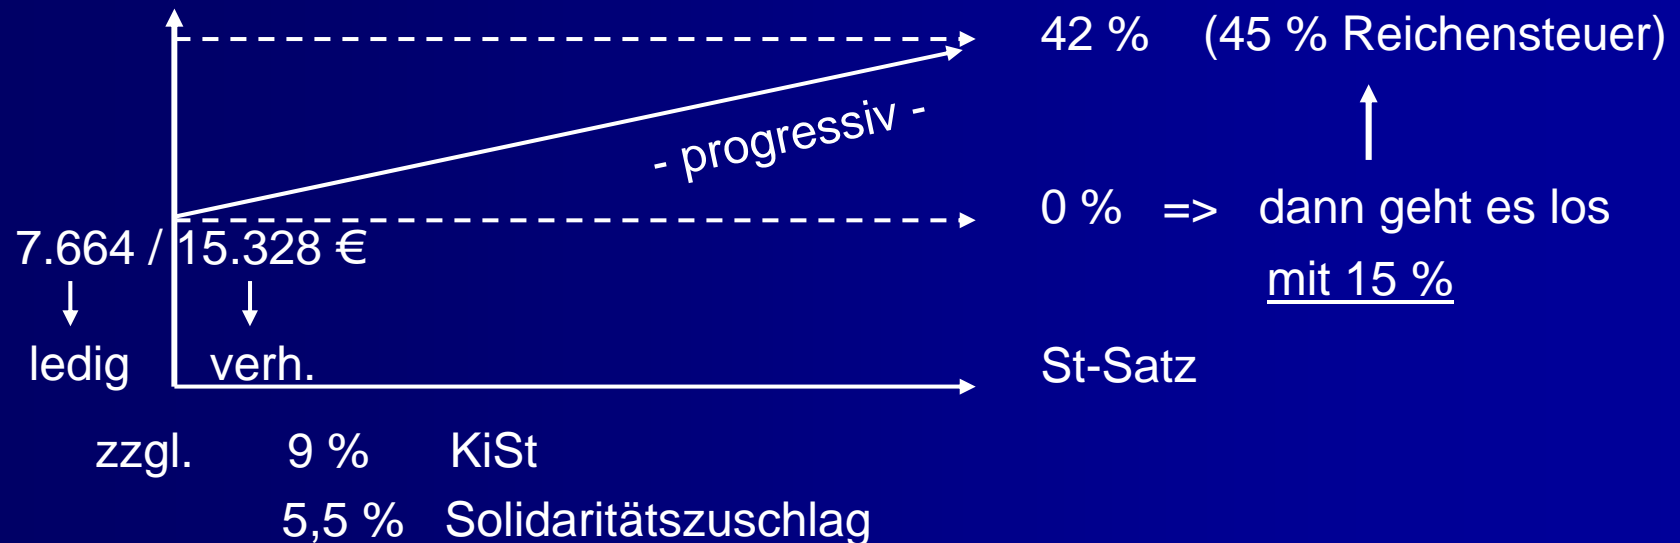 42 % (45 % Reichensteuer)
- progressiv -
0 % => dann geht es los
7.664 / 15.328 €
mit 15 %
ledig verh. St-Satz
zzgl. 9 % KiSt
5,5 % Solidaritätszuschlag